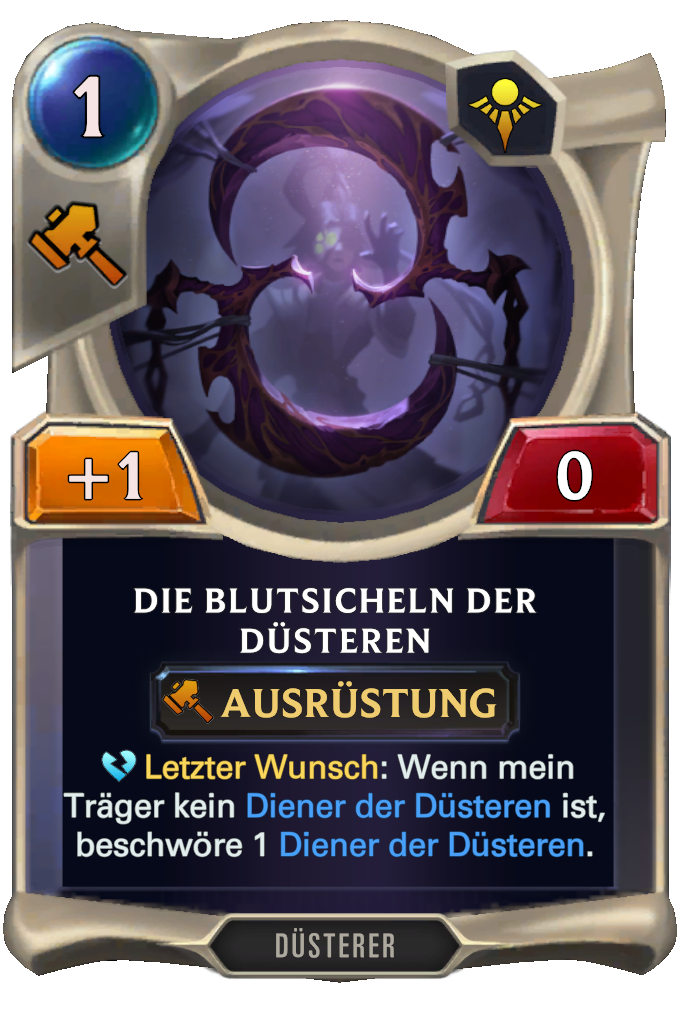 1
+1
0
DIE BLUTSICHELN DER
DÜSTEREN
AUSRÜSTUNG
Letzter Wunsch: Wenn mein
Träger kein Diener der Düsteren ist,
beschwöre 1 Diener der Düsteren.
DÜSTERER